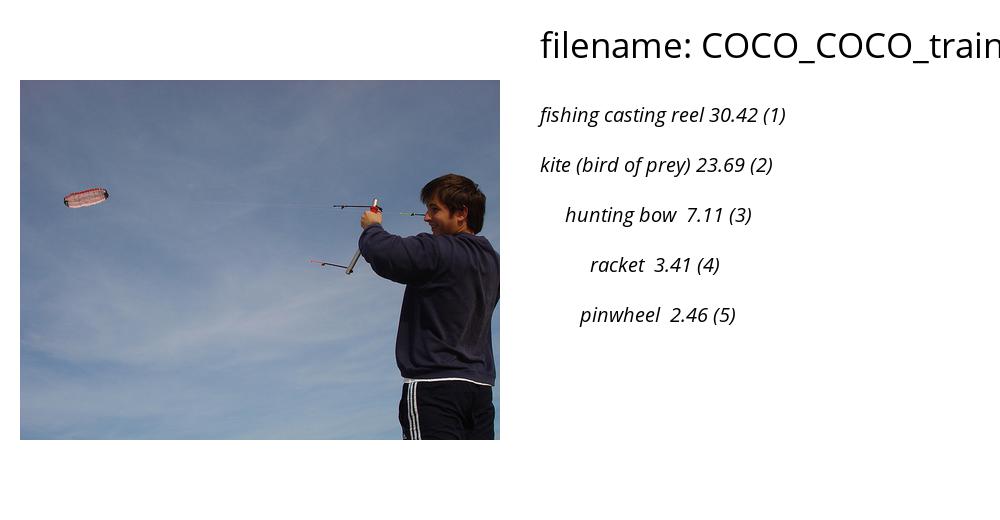 filename: COCO_COCO_train
fishing casting reel 30.42 (1)
kite (bird of prey) 23.69 (2)
hunting bow 7.11 (3)
racket 3.41 (4)
pinwheel 2.46 (5)